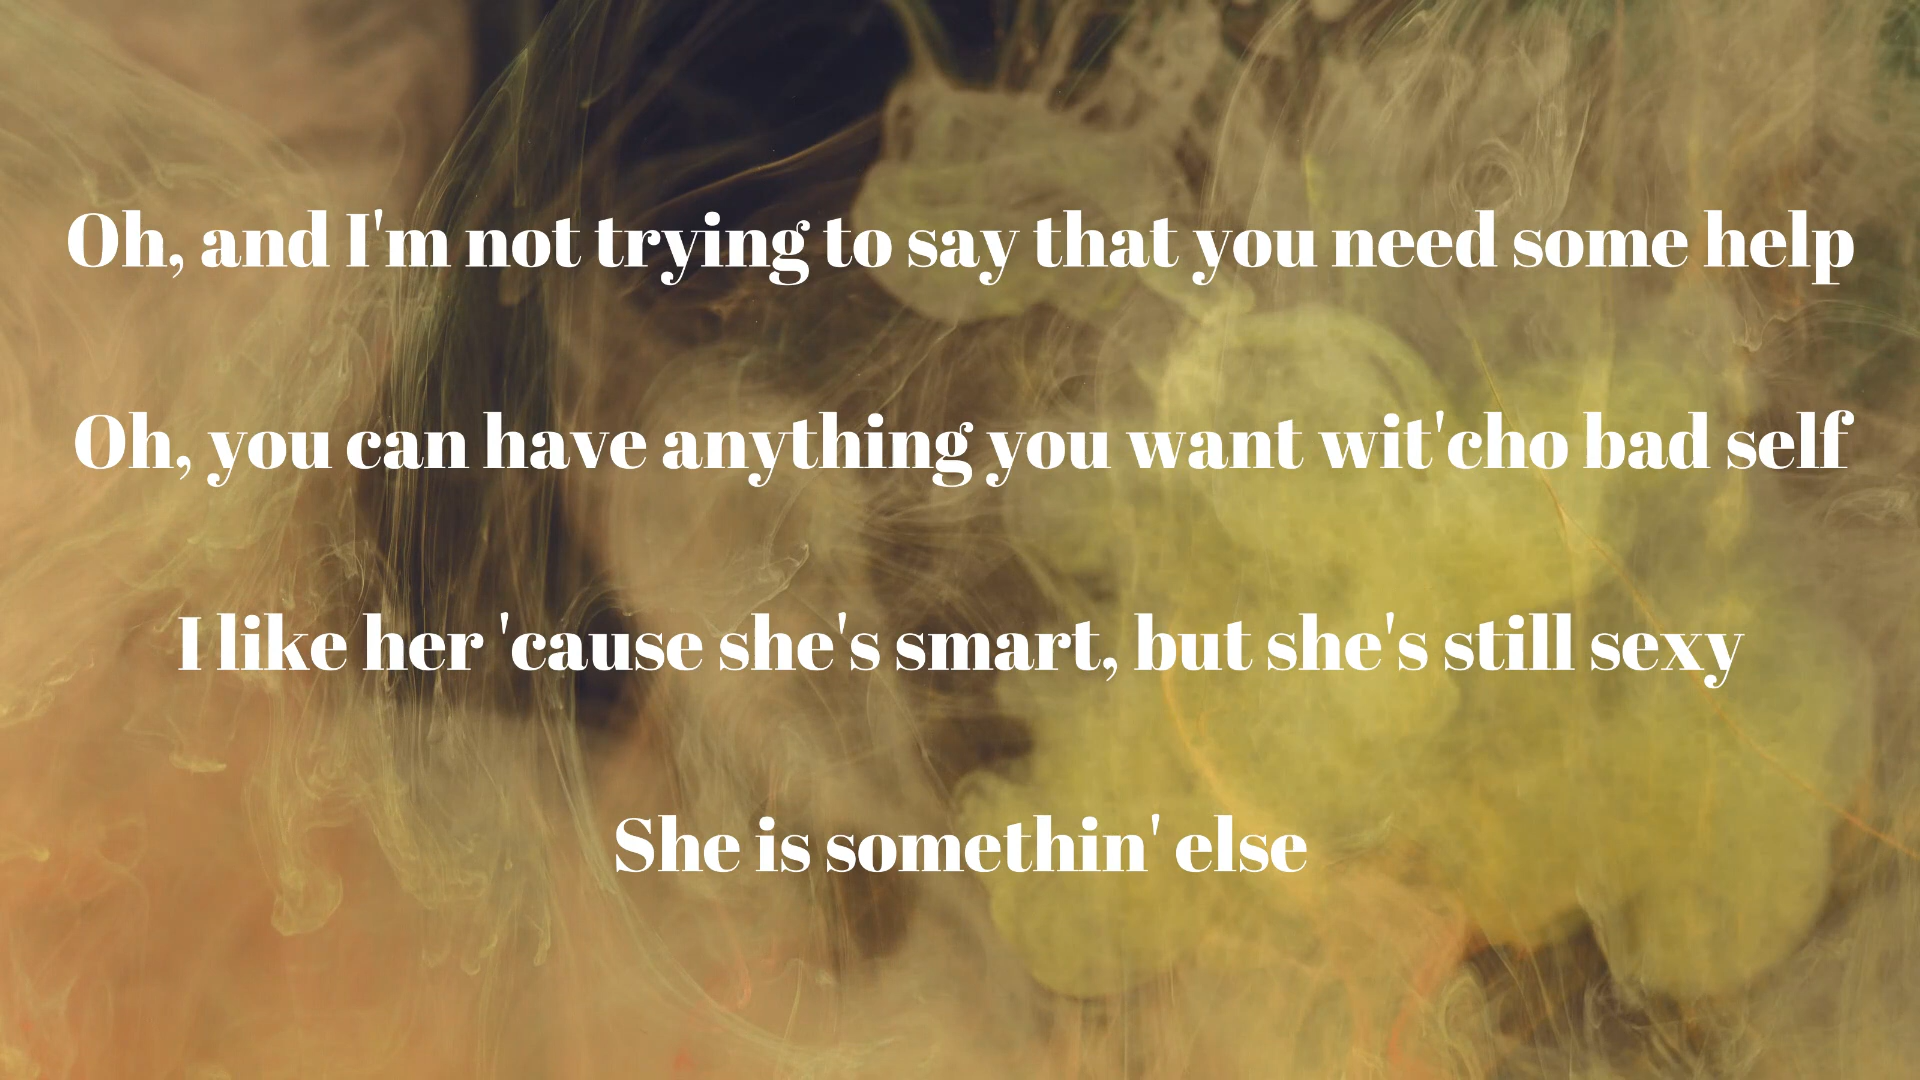 Oh, and I'm not trying to say that you need some help
Oh, you can have anything you want wit'cho bad self
I like her 'cause she's smart, but she's still sexy
She is somethin' else